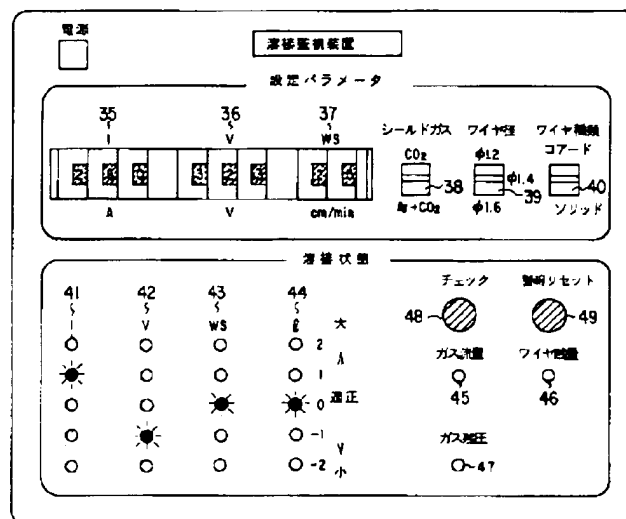 電源
溶接監視装置
設定パラメータ
35 36 37
I V WS
シールドガス ワイヤ径 ワイヤ種類
コアード
CO2 φ1.2
φ1.4
38 39 40
A V cm/min
Ar+CO2 φ1.6 ソリッド
溶接状態
41 42 43 44
I V WS ℓ 大
チェック 警報リセット
48 49
2
∧
1
ガス流量 ワイヤ残量
適正 0
45 46
-1
∨
ガス
-2
小
47